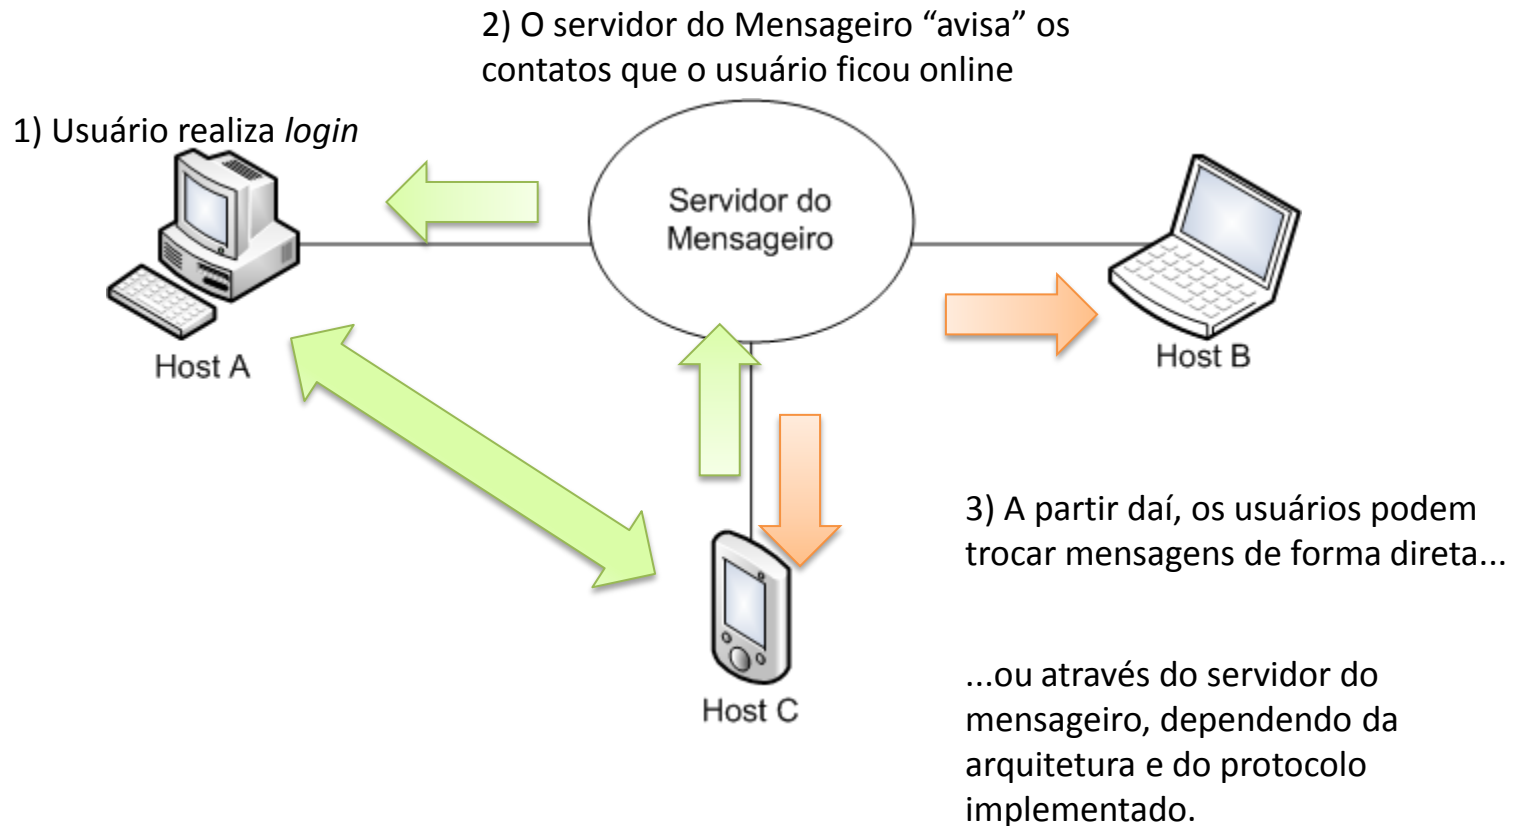 2) O servidor do Mensageiro “avisa” os
contatos que o usuário ficou online
1) Usuário realiza login
Servidor do
Mensageiro
Host A
Host B
3) A partir daí, os usuários podem
trocar mensagens de forma direta...
...ou através do servidor do
mensageiro, dependendo da
arquitetura e do protocolo
implementado.
Host C